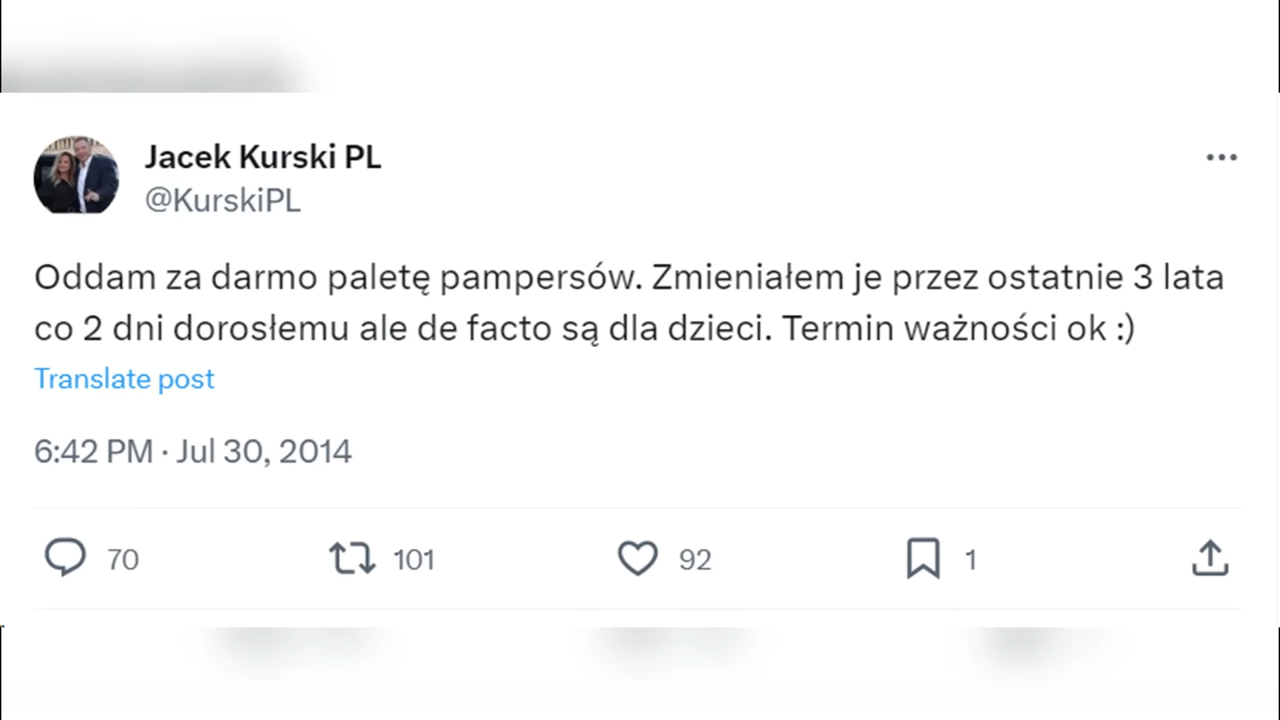 Jacek Kurski PL
@KurskiPL
Oddam za darmo paletę pampersów. Zmieniałem je przez ostatnie 3 lata
co 2 dni dorosłemu ale de facto są dla dzieci. Termin ważności ok :)
Translate post
6:42 PM · Jul 30, 2014
70 101 92 1